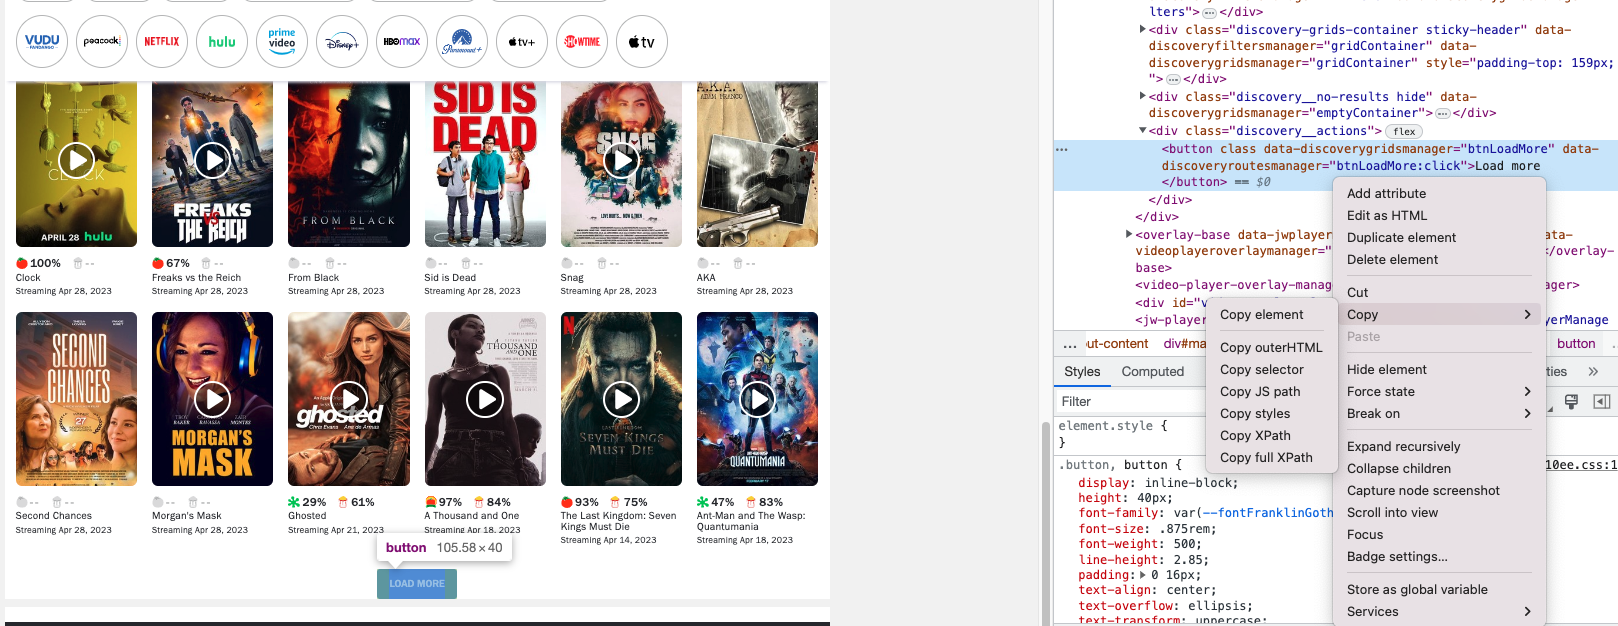 VUDU
FANDANGO
peacock
NETFLIX
hulu
prime
video
Disney+
HBOMAX
Paramount+
tv+
SHOWTIME
tv
CLOCK
APRIL 28 hulu
FREAKS
VS
THE REICH
FROM BLACK
SID IS
DEAD
SNAG
A.K.A.
100% --
67% --
-- --
-- --
-- --
-- --
Clock
Freaks vs the Reich
From Black
Sid is Dead
Snag
AKA
Streaming Apr 28, 2023
Streaming Apr 28, 2023
Streaming Apr 28, 2023
Streaming Apr 28, 2023
Streaming Apr 28, 2023
Streaming Apr 28, 2023
SECOND
CHANCES
MORGAN'S
MASK
ghosted
Chris Evans Ana de Armas
A THOUSAND
AND ONE
SEVEN KINGS
MUST DIE
QUANTUMANIA
-- --
-- --
29% 61%
97% 84%
93% 75%
47% 83%
Second Chances
Morgan's Mask
Ghosted
A Thousand and One
The Last Kingdom: Seven
Kings Must Die
Ant-Man and The Wasp:
Quantumania
Streaming Apr 28, 2023
Streaming Apr 28, 2023
Streaming Apr 21, 2023
Streaming Apr 18, 2023
Streaming Apr 14, 2023
Streaming Apr 18, 2023
button 105.58 × 40
LOAD MORE
lters"> … </div>
<div class="discovery-grids-container sticky-header" data-
discoveryfiltersmanager="gridContainer" data-
discoverygridsmanager="gridContainer" style="padding-top: 159px;
"> … </div>
<div class="discovery__no-results hide" data-
discoverygridsmanager="emptyContainer"> … </div>
<div class="discovery__actions"> flex
… <button class data-discoverygridsmanager="btnLoadMore" data-
discoveryroutesmanager="btnLoadMore:click">Load more
</button> == $0
</div>
</div>
<overlay-base data-jwplayer
ata-
videoplayeroverlaymanager="
</overlay-
base>
<video-player-overlay-manag
ager>
<div id="v
<jw-player
yerManage
… out-content div#ma
button
Styles Computed
ties »
Filter
element.style {
}
.button, button {
10ee.css:1
display: inline-block;
height: 40px;
font-family: var(--fontFranklinGoth
font-size: .875rem;
font-weight: 500;
line-height: 2.85;
padding: 0 16px;
text-align: center;
text-overflow: ellipsis;
text-transform: uppercase;
Add attribute
Edit as HTML
Duplicate element
Delete element
Cut
Copy
Paste
Hide element
Force state
Break on
Expand recursively
Collapse children
Capture node screenshot
Scroll into view
Focus
Badge settings...
Store as global variable
Services
Copy element
Copy outerHTML
Copy selector
Copy JS path
Copy styles
Copy XPath
Copy full XPath